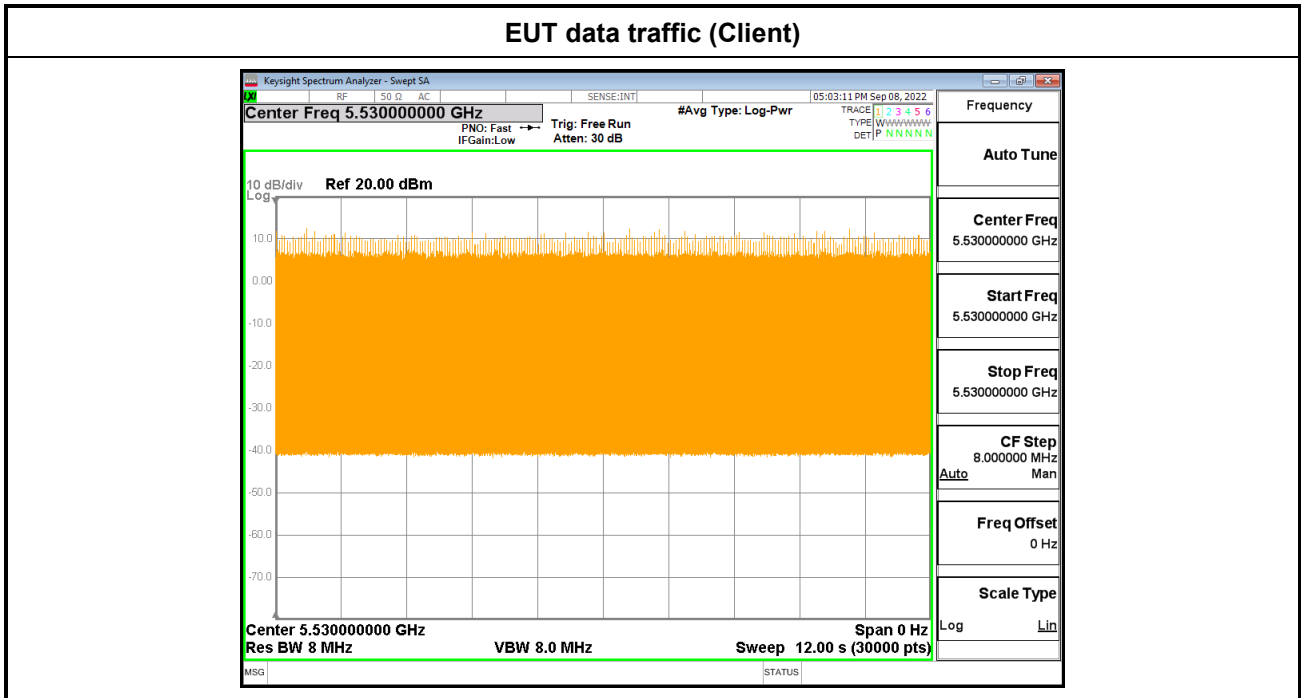 EUT data traffic (Client)
Keysight Spectrum Analyzer - Swept SA
RF 50 Ω AC SENSE:INT 05:03:11 PM Sep 08, 2022
Center Freq 5.530000000 GHz #Avg Type: Log-Pwr TRACE 1 2 3 4 5 6
PNO: Fast Trig: Free Run TYPE WWWWWW
IFGain:Low Atten: 30 dB DET P N N N N N
10 dB/div Ref 20.00 dBm
Log
10.0
0.00
-10.0
-20.0
-30.0
-40.0
-50.0
-60.0
-70.0
Center 5.530000000 GHz Span 0 Hz
Res BW 8 MHz VBW 8.0 MHz Sweep 12.00 s (30000 pts)
MSG STATUS
Frequency
Auto Tune
Center Freq
5.530000000 GHz
Start Freq
5.530000000 GHz
Stop Freq
5.530000000 GHz
CF Step
8.000000 MHz
Auto Man
Freq Offset
0 Hz
Scale Type
Log Lin